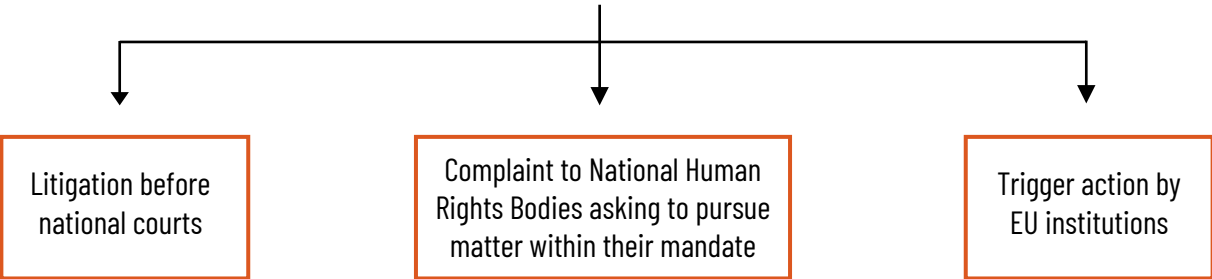 Litigation before
national courts
Complaint to National Human
Rights Bodies asking to pursue
matter within their mandate
Trigger action by
EU institutions